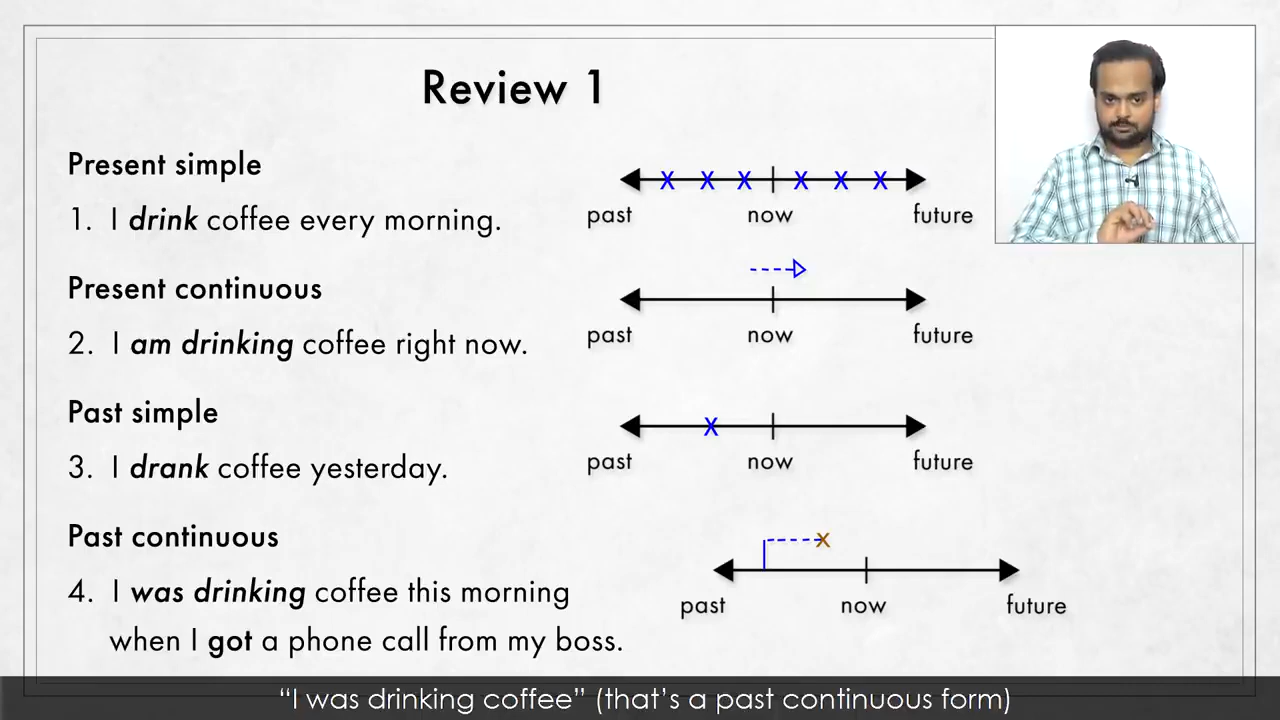 Review 1
Present simple
1. I drink coffee every morning.
past now future
Present continuous
2. I am drinking coffee right now.
past now future
Past simple
3. I drank coffee yesterday.
past now future
Past continuous
4. I was drinking coffee this morning
when I got a phone call from my boss.
past now future
“I was drinking coffee” (that’s a past continuous form)